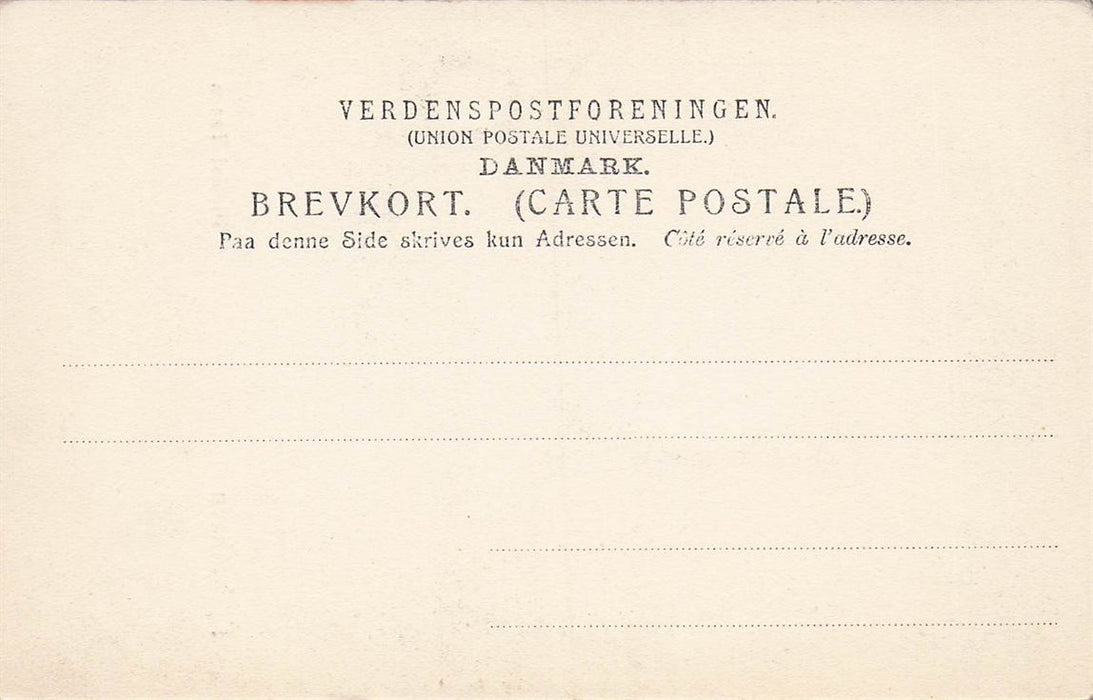 VERDENSPOSTFORENINGEN.
(UNION POSTALE UNIVERSELLE.)
DANMARK.
BREVKORT. (CARTE POSTALE.)
Paa denne Side skrives kun Adressen. Côté réservé à l'adresse.